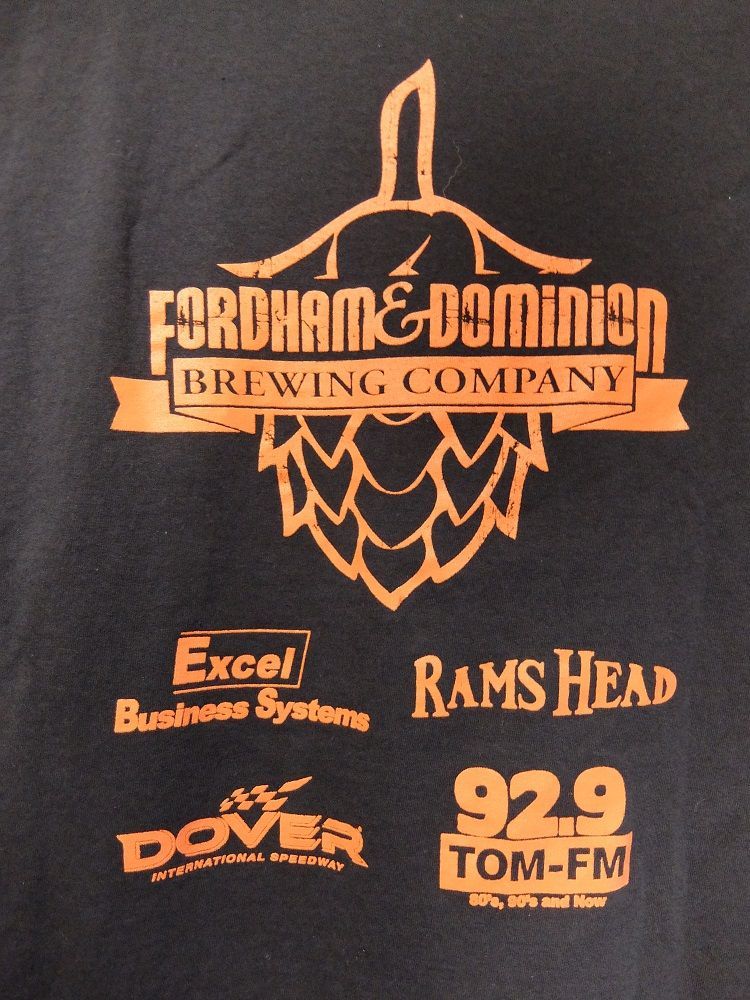 FORDHAM & DOMINION
BREWING COMPANY
Excel
Business Systems
RAMS HEAD
DOVER
INTERNATIONAL SPEEDWAY
92.9
TOM-FM
80's, 90's and Now